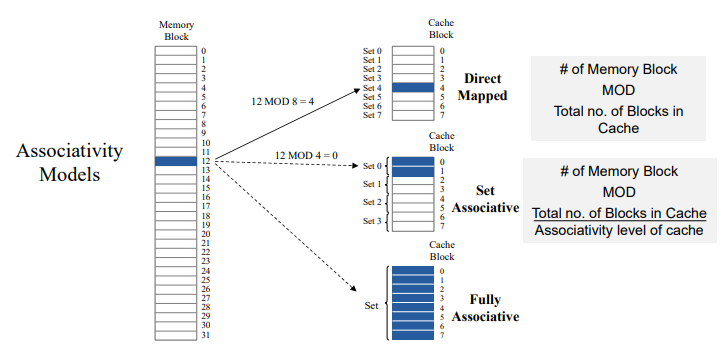 Associativity
Models
Memory
Block
0
1
2
3
4
5
6
7
8
9
10
11
12
13
14
15
16
17
18
19
20
21
22
23
24
25
26
27
28
29
30
31
12 MOD 8 = 4
12 MOD 4 = 0
Cache
Block
Set 0 0
Set 1 1
Set 2 2
Set 3 3
Set 4 4
Set 5 5
Set 6 6
Set 7 7
Direct
Mapped
# of Memory Block
MOD
Total no. of Blocks in
Cache
Cache
Block
Set 0
Set 1
Set 2
Set 3
0
1
2
3
4
5
6
7
Set
Associative
# of Memory Block
MOD
Total no. of Blocks in Cache
Associativity level of cache
Cache
Block
Set
0
1
2
3
4
5
6
7
Fully
Associative